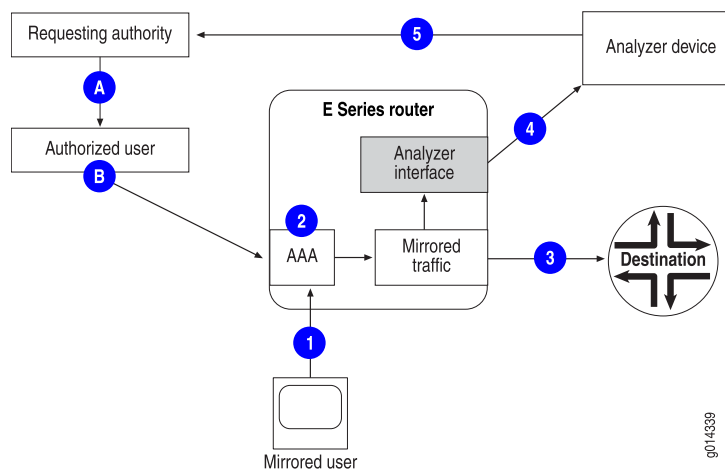 Requesting authority
5
Analyzer device
A
E Series router
4
Authorized user
Analyzer
interface
B
2
AAA
Mirrored
traffic
3
Destination
1
Mirrored user
g014339